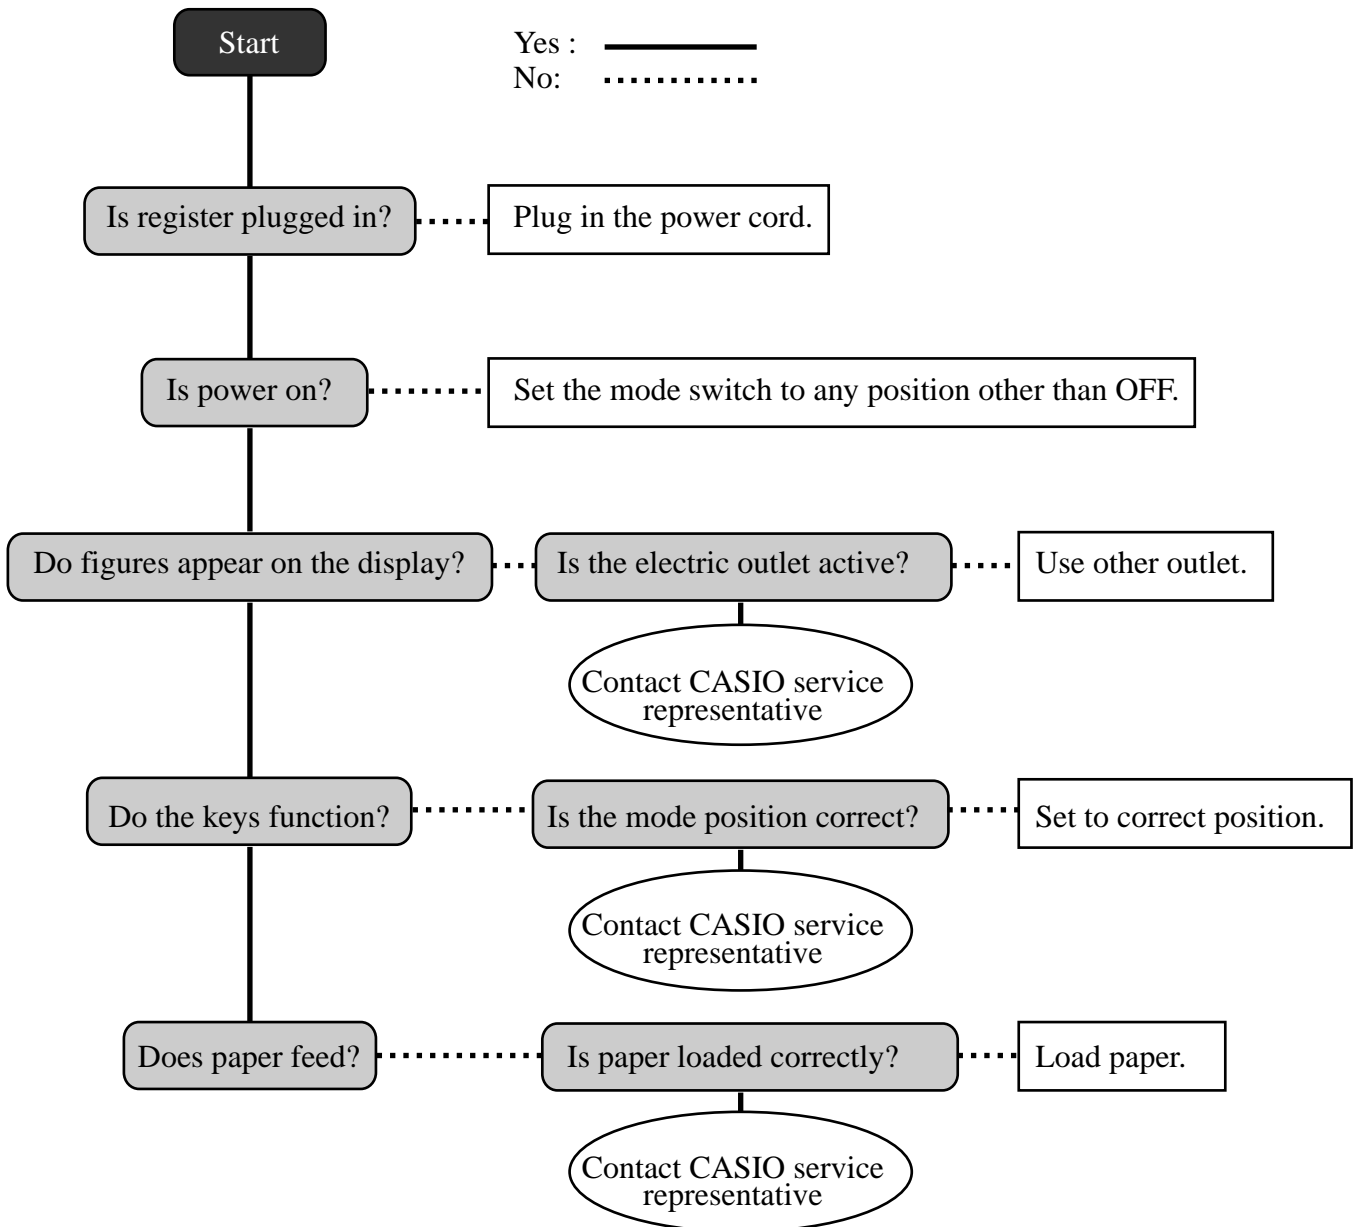 Start
Yes :
No:
Is register plugged in?
Plug in the power cord.
Is power on?
Set the mode switch to any position other than OFF.
Do figures appear on the display?
Is the electric outlet active?
Use other outlet.
Contact CASIO service
representative
Do the keys function?
Is the mode position correct?
Set to correct position.
Contact CASIO service
representative
Does paper feed?
Is paper loaded correctly?
Load paper.
Contact CASIO service
representative